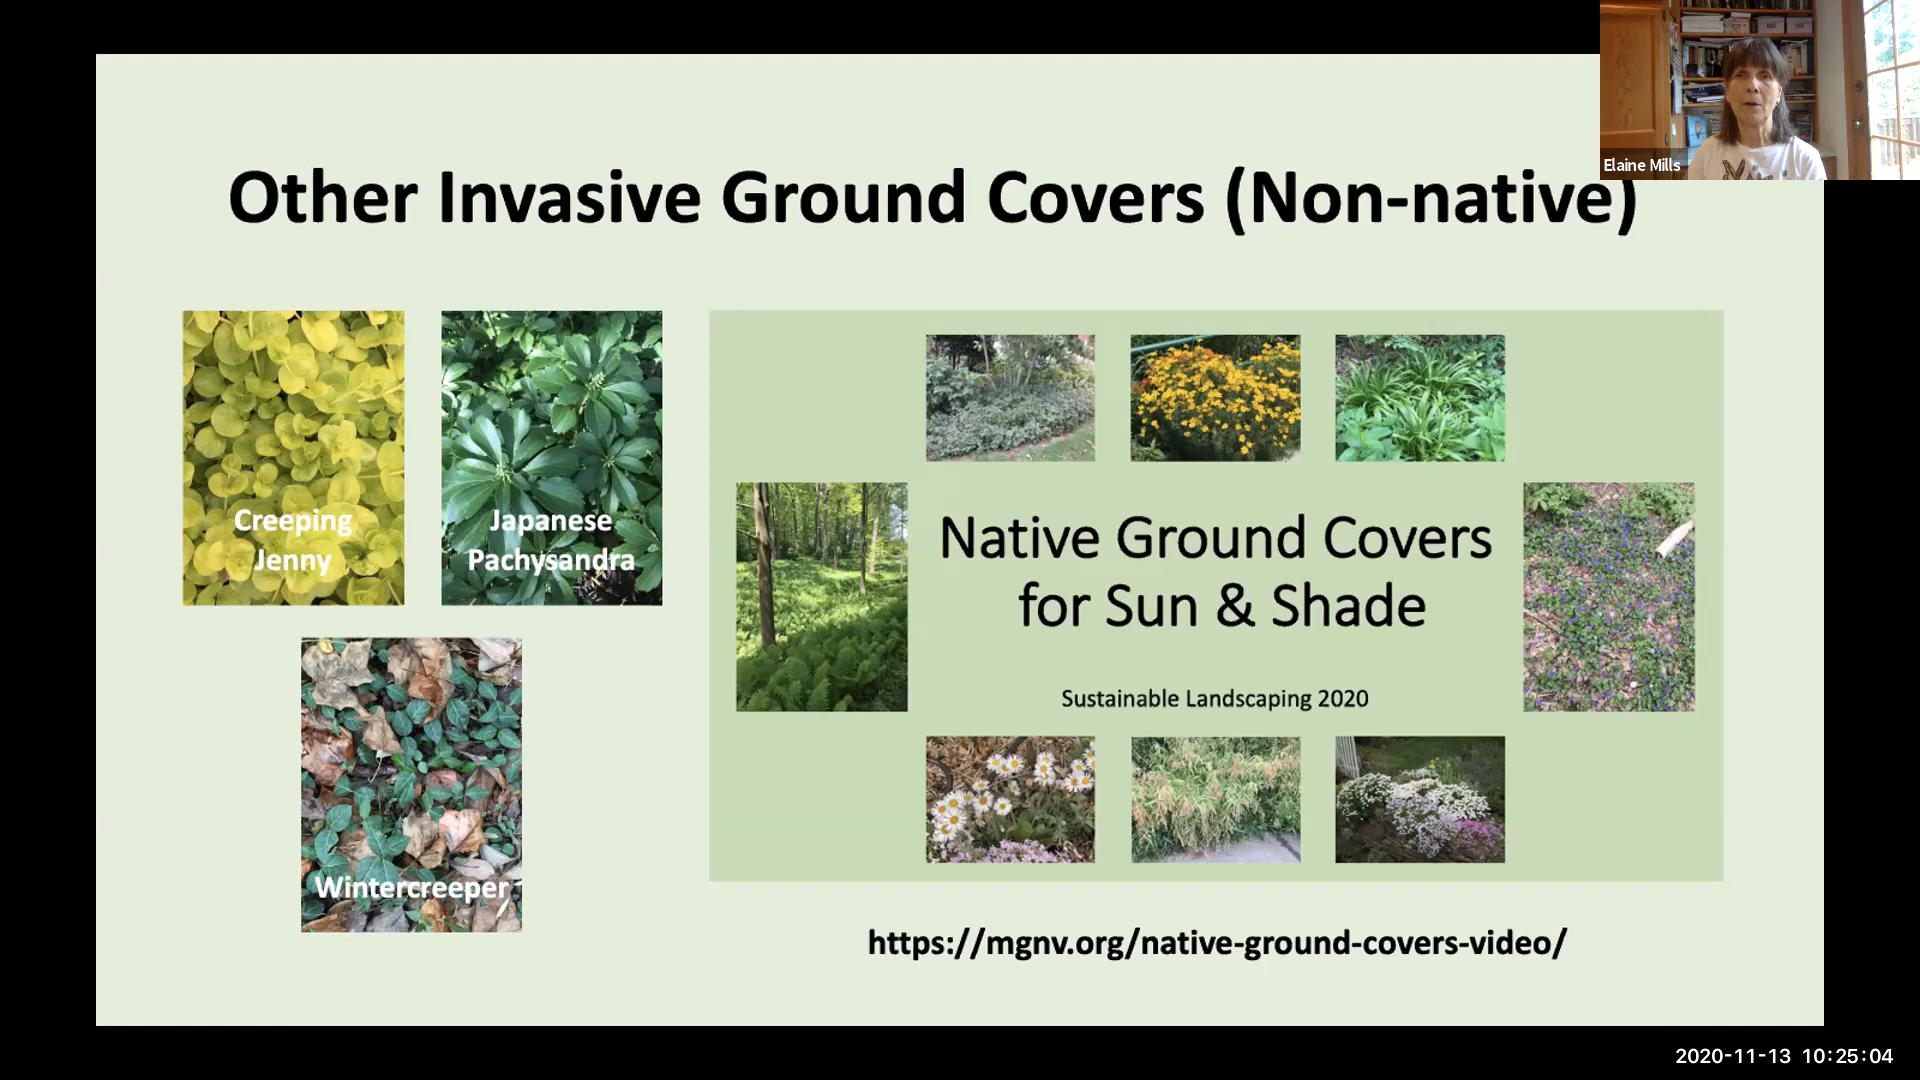 Elaine Mills
Other Invasive Ground Covers (Non-native)
Creeping
Jenny
Japanese
Pachysandra
Wintercreeper
Native Ground Covers
for Sun & Shade
Sustainable Landscaping 2020
https://mgnv.org/native-ground-covers-video/
2020-11-13 10:25:04